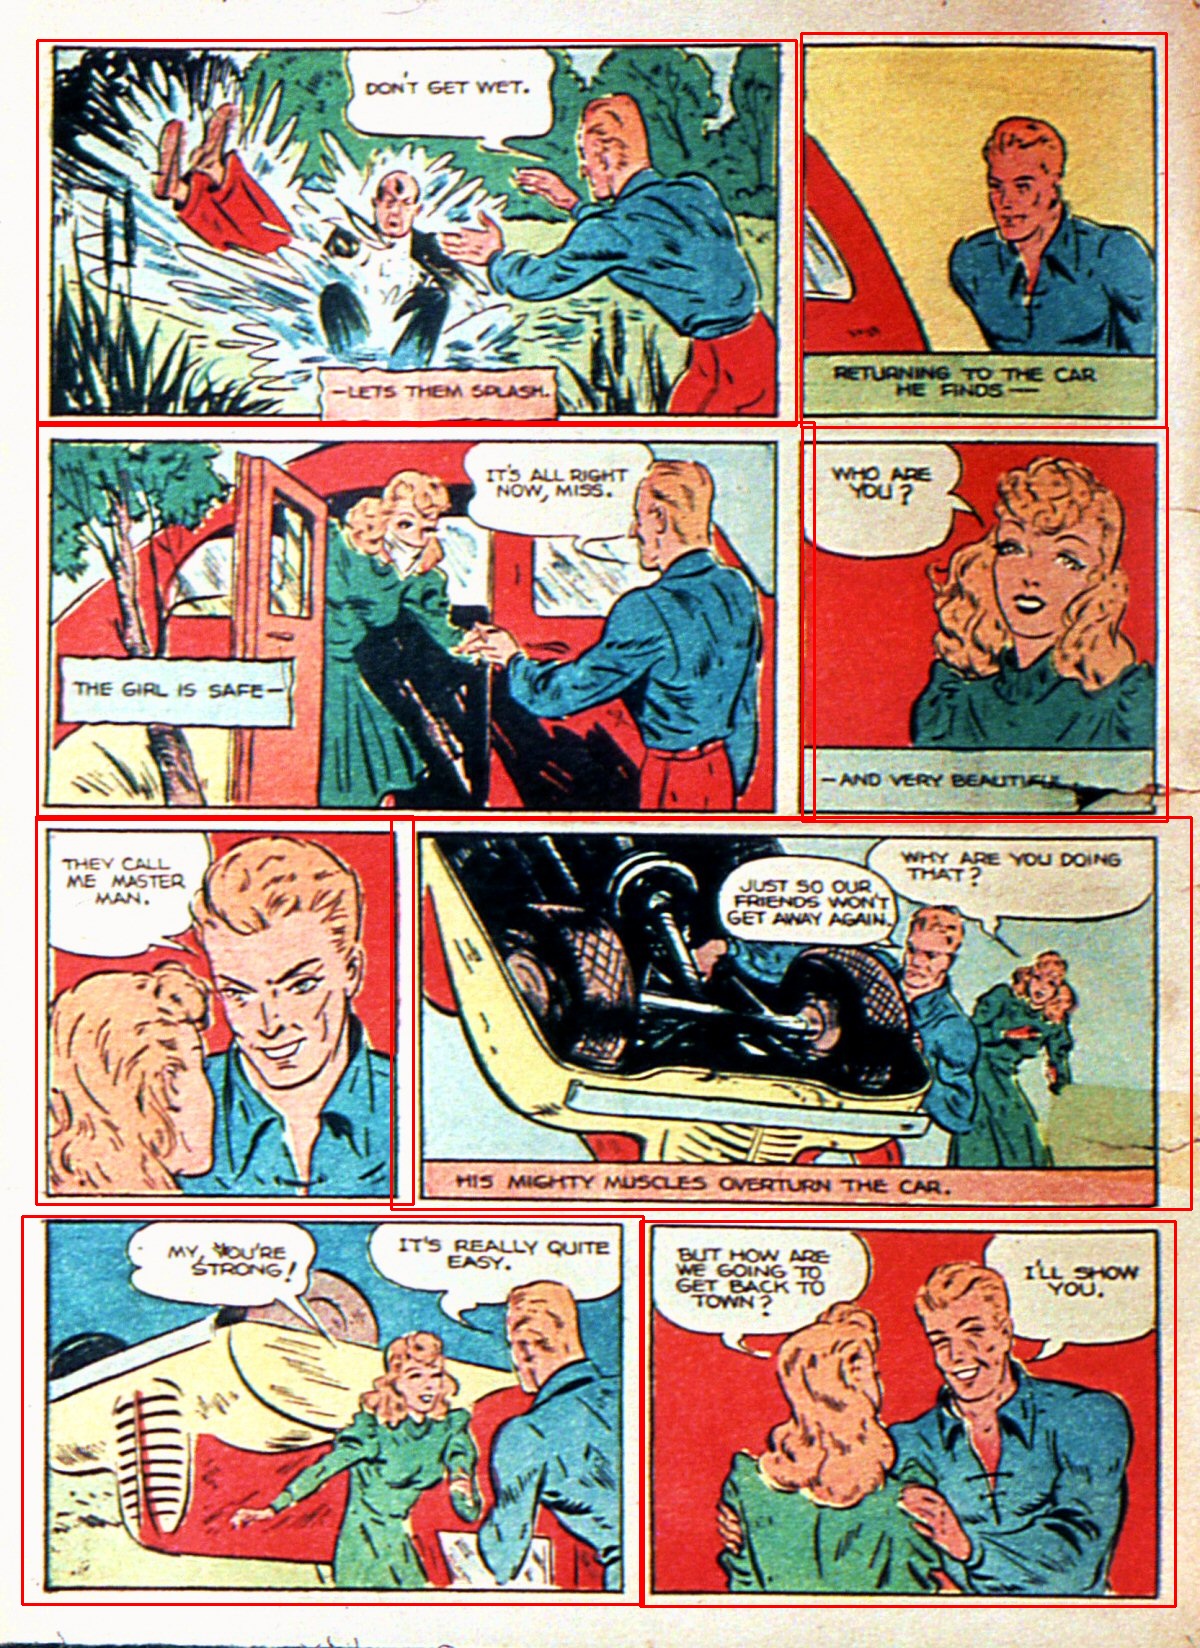 DON'T GET WET.
—LETS THEM SPLASH.
RETURNING TO THE CAR
HE FINDS —
IT'S ALL RIGHT
NOW, MISS.
THE GIRL IS SAFE—
WHO ARE
YOU?
—AND VERY BEAUTIFUL
THEY CALL
ME MASTER
MAN.
WHY ARE YOU DOING
THAT?
JUST SO OUR
FRIENDS WON'T
GET AWAY AGAIN.
HIS MIGHTY MUSCLES OVERTURN THE CAR.
MY, YOU'RE
STRONG!
IT'S REALLY QUITE
EASY.
BUT HOW ARE
WE GOING TO
GET BACK TO
TOWN?
I'LL SHOW
YOU.